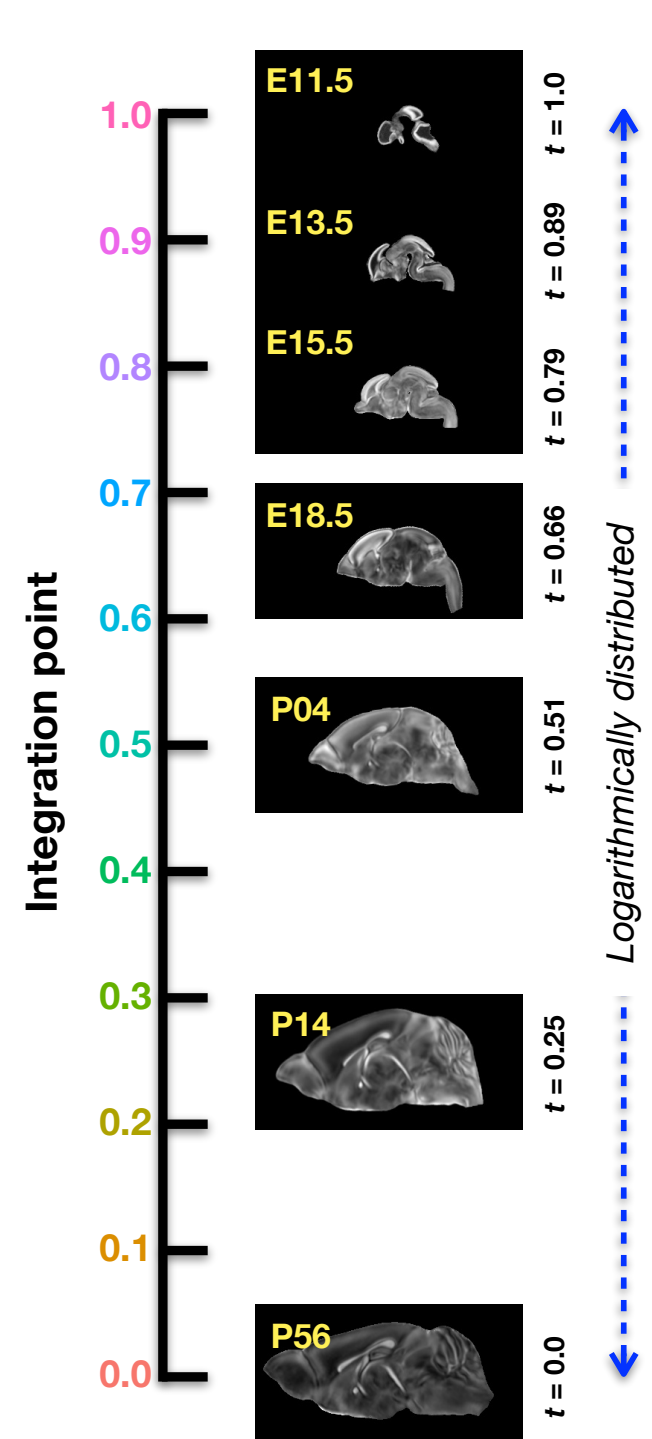 Integration point
1.0
0.9
0.8
0.7
0.6
0.5
0.4
0.3
0.2
0.1
0.0
E11.5
t = 1.0
E13.5
t = 0.89
E15.5
t = 0.79
E18.5
t = 0.66
P04
t = 0.51
P14
t = 0.25
P56
t = 0.0
Logarithmically distributed